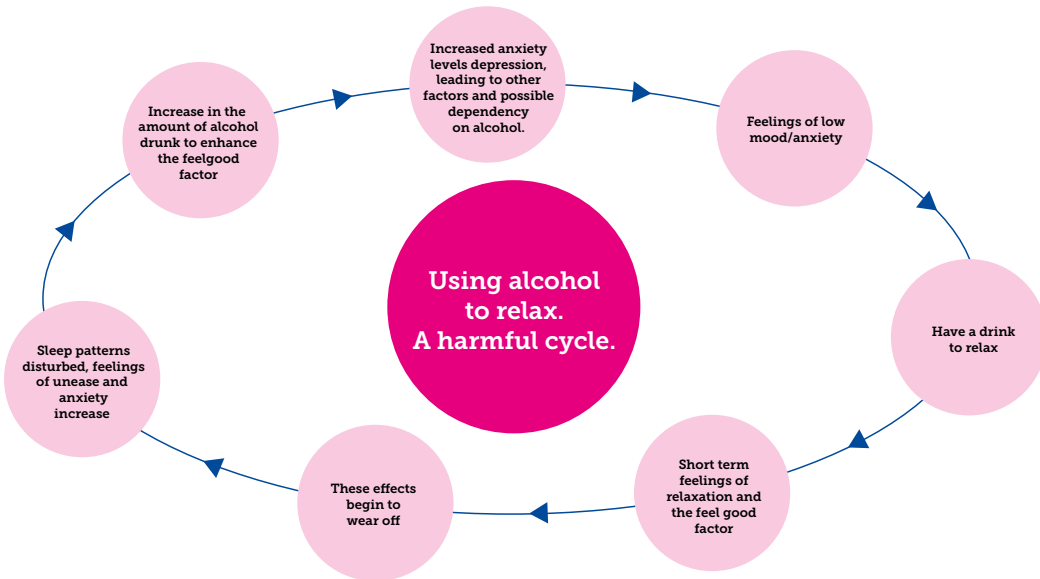 Increased anxiety
levels depression,
leading to other
factors and possible
dependency
on alcohol.
Feelings of low
mood/anxiety
Have a drink
to relax
Short term
feelings of
relaxation and
the feel good
factor
These effects
begin to
wear off
Sleep patterns
disturbed, feelings
of unease and
anxiety
increase
Increase in the
amount of alcohol
drunk to enhance
the feelgood
factor
Using alcohol
to relax.
A harmful cycle.